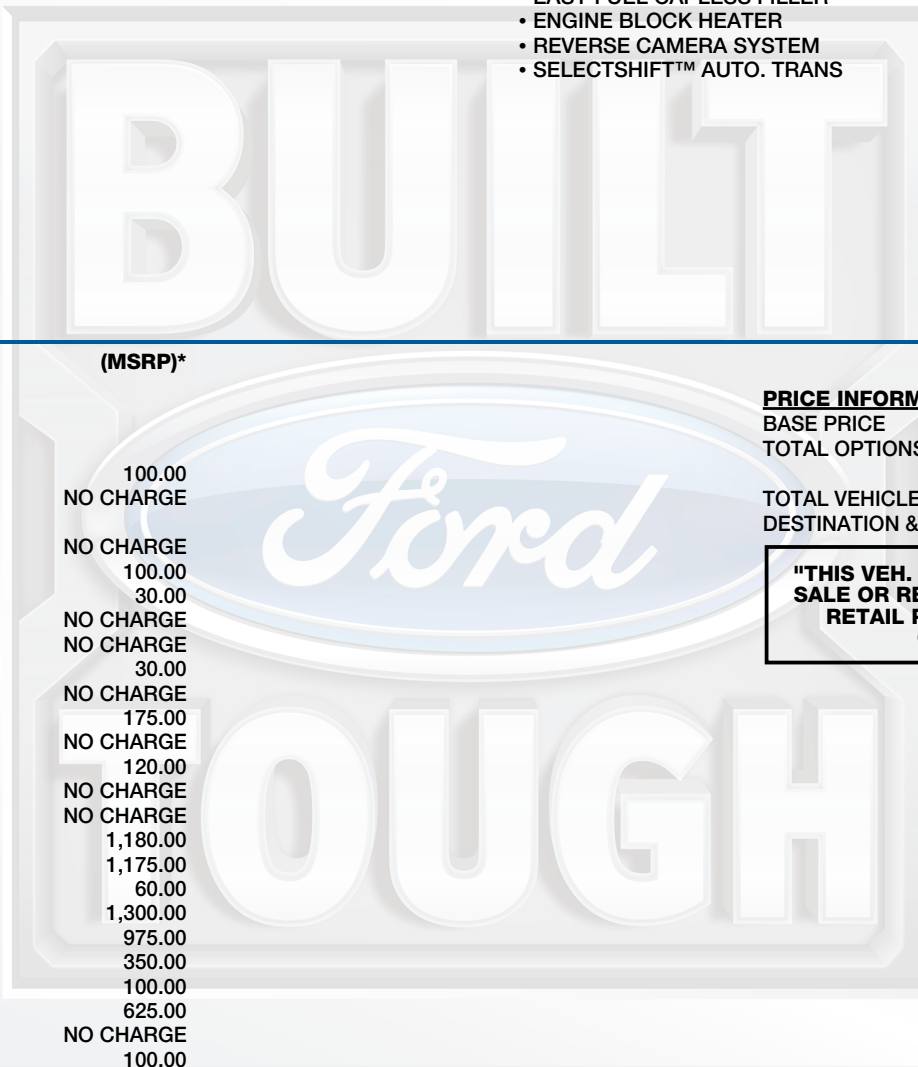 • ENGINE BLOCK HEATER
• REVERSE CAMERA SYSTEM
• SELECTSHIFT™ AUTO. TRANS
BUILT
Ford
TOUGH
(MSRP)*
100.00
NO CHARGE
NO CHARGE
100.00
30.00
NO CHARGE
NO CHARGE
30.00
NO CHARGE
175.00
NO CHARGE
120.00
NO CHARGE
NO CHARGE
1,180.00
1,175.00
60.00
1,300.00
975.00
350.00
100.00
625.00
NO CHARGE
100.00
PRICE INFORM
BASE PRICE
TOTAL OPTIONS
TOTAL VEHICLE
DESTINATION &
"THIS VEH.
SALE OR RE
RETAIL